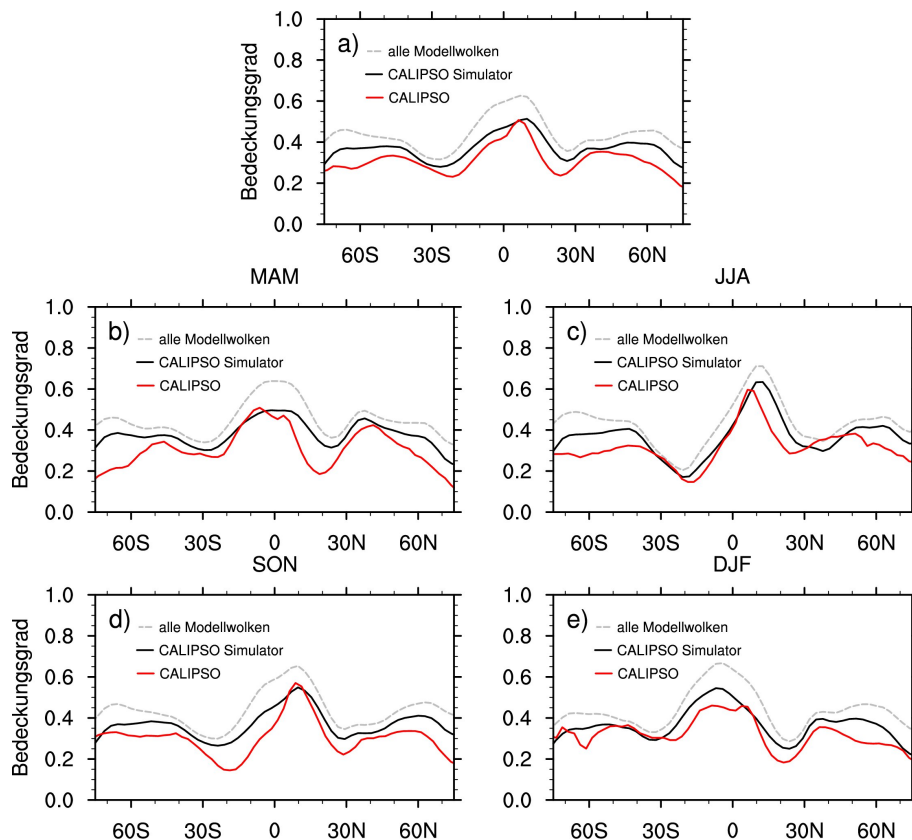 a)
alle Modellwolken
CALIPSO Simulator
CALIPSO
Bedeckungsgrad
1.0
0.8
0.6
0.4
0.2
0.0
60S 30S 0 30N 60N
MAM
b)
alle Modellwolken
CALIPSO Simulator
CALIPSO
Bedeckungsgrad
1.0
0.8
0.6
0.4
0.2
0.0
60S 30S 0 30N 60N
JJA
c)
alle Modellwolken
CALIPSO Simulator
CALIPSO
1.0
0.8
0.6
0.4
0.2
0.0
60S 30S 0 30N 60N
SON
d)
alle Modellwolken
CALIPSO Simulator
CALIPSO
Bedeckungsgrad
1.0
0.8
0.6
0.4
0.2
0.0
60S 30S 0 30N 60N
DJF
e)
alle Modellwolken
CALIPSO Simulator
CALIPSO
1.0
0.8
0.6
0.4
0.2
0.0
60S 30S 0 30N 60N